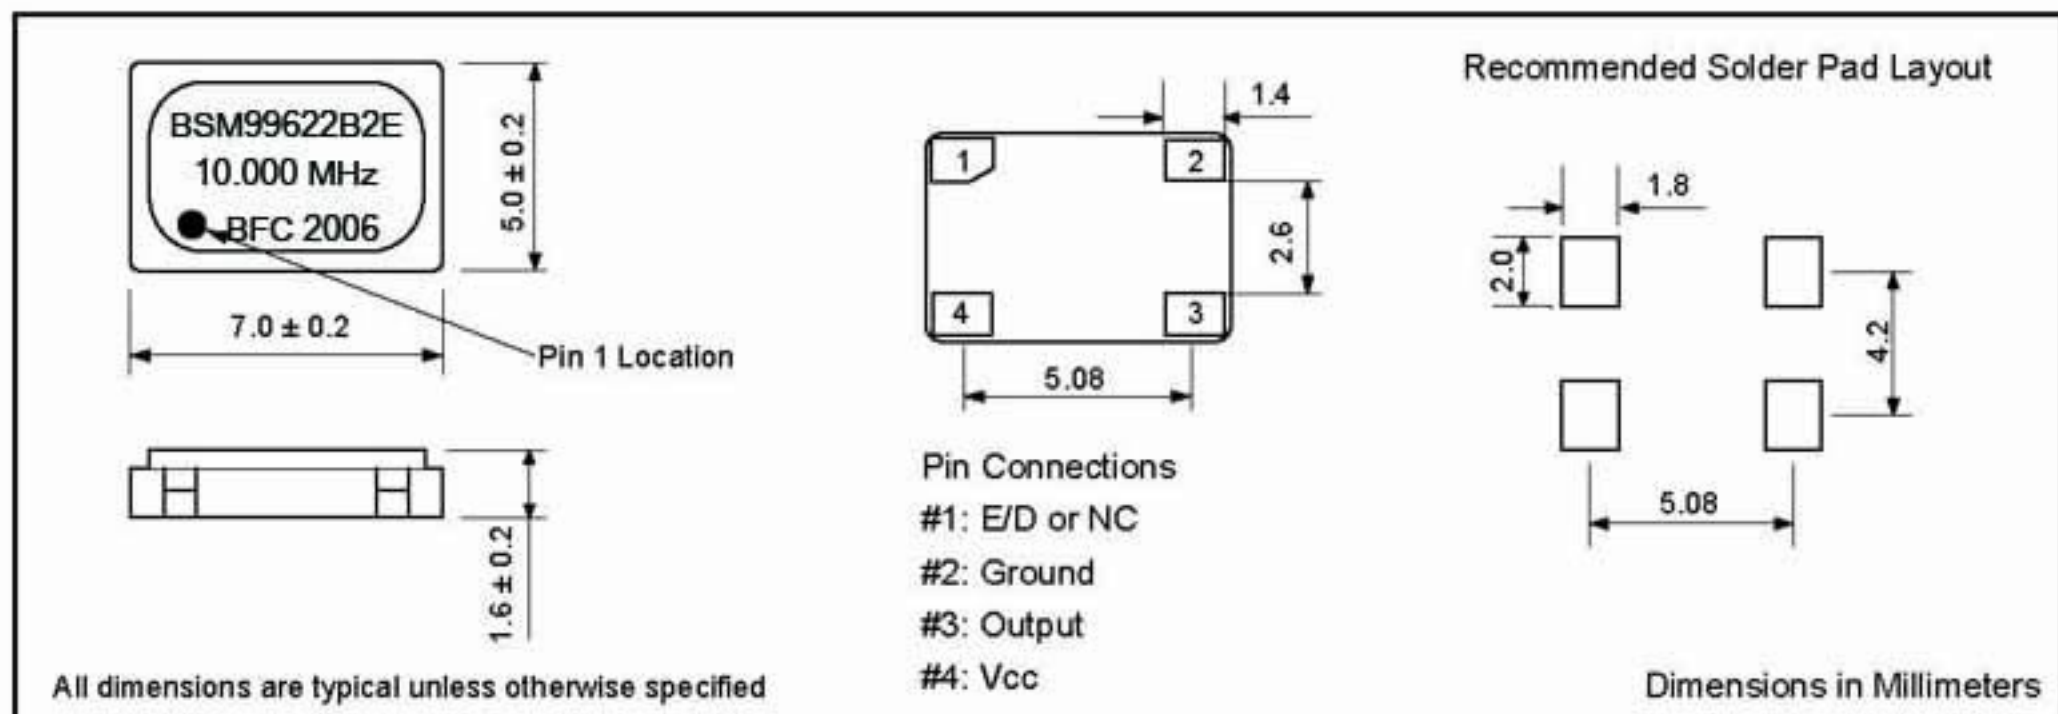 BSM99622B2E
10.000 MHz
BFC 2006
5.0 ± 0.2
7.0 ± 0.2
Pin 1 Location
1.6 ± 0.2
All dimensions are typical unless otherwise specified
1.4
1
2
2.6
4
3
5.08
Pin Connections
#1: E/D or NC
#2: Ground
#3: Output
#4: Vcc
Recommended Solder Pad Layout
1.8
2.0
4.2
5.08
Dimensions in Millimeters